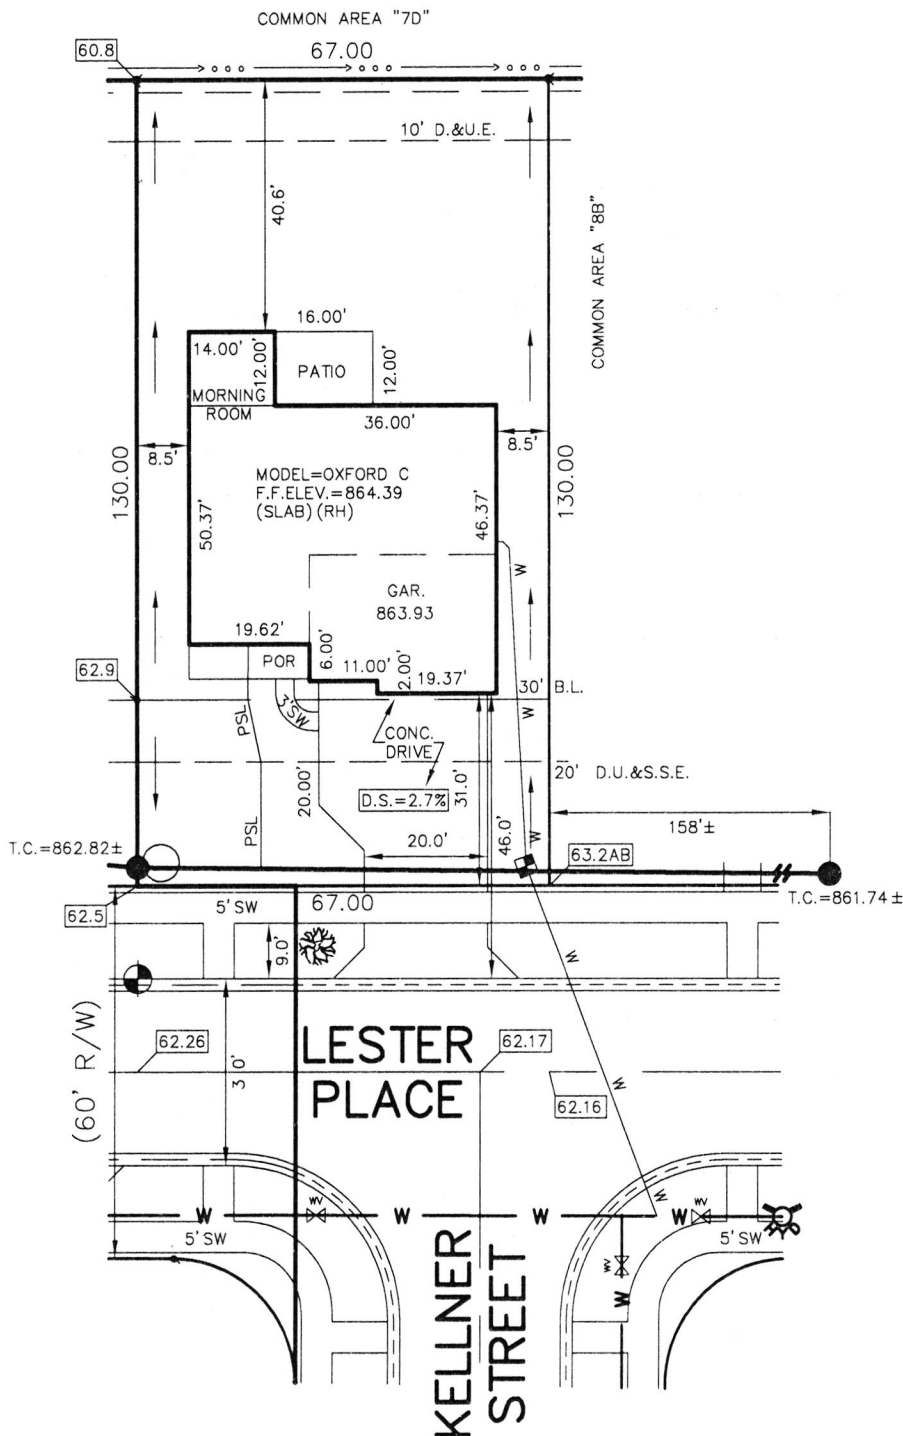 COMMON AREA "7D"
60.8
67.00
10' D.&U.E.
40.6'
COMMON AREA "8B"
16.00'
14.00'
12.00'
PATIO
12.00'
MORNING
ROOM
36.00'
8.5'
8.5'
130.00
130.00
MODEL=OXFORD C
F.F.ELEV.=864.39
(SLAB)(RH)
50.37'
46.37'
W
GAR.
863.93
19.62'
6.00'
POR
11.00'
2.00'
19.37'
62.9
30' B.L.
3'SW
PSL
W
CONC.
DRIVE
20' D.U.&S.S.E.
20.00'
D.S.=2.7%
31.0'
158'±
PSL
20.0'
46.0'
W
T.C.=862.82±
63.2AB
T.C.=861.74±
62.5
5'SW
67.00
9.0'
W
(60' R/W)
62.26
LESTER
PLACE
62.17
62.16
W
W
WV
W
W
W
W
WV
5'SW
5'SW
WV
W
KELLNER
STREET